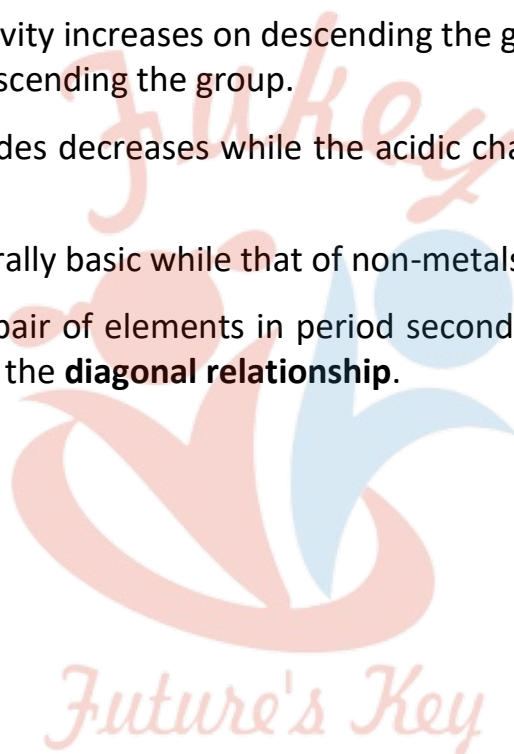 vity increases on descending the g
scending the group.
des decreases while the acidic cha
rally basic while that of non-metals
pair of elements in period second
the diagonal relationship.
Fukey
Future's Key